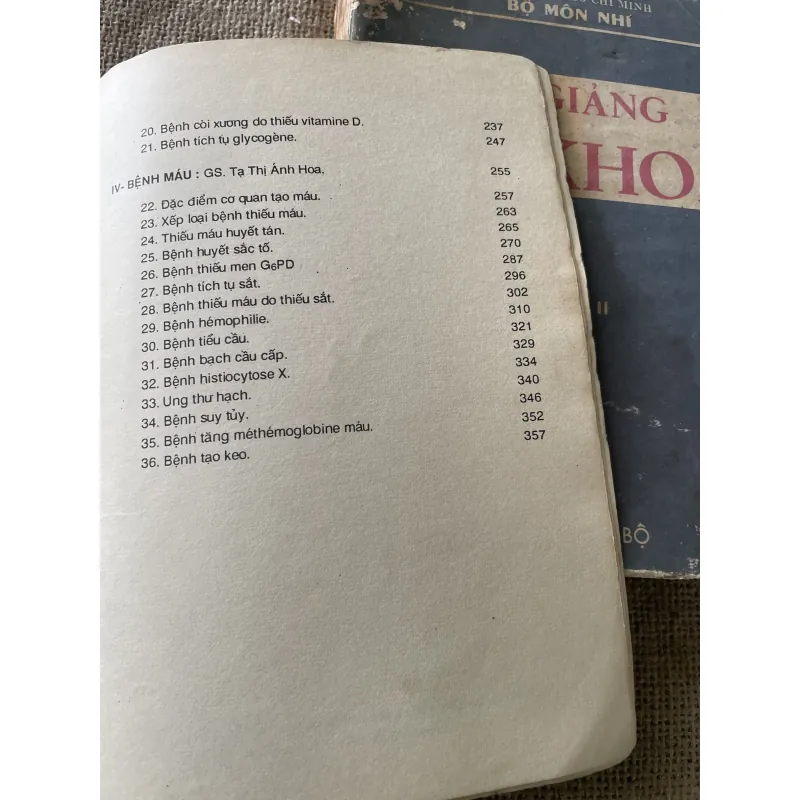 20. Bệnh còi xương do thiếu vitamine D. 237
21. Bệnh tích tụ glycogène. 247
IV- BỆNH MÁU : GS. Tạ Thị Ánh Hoa. 255
22. Đặc điểm cơ quan tạo máu. 257
23. Xếp loại bệnh thiếu máu. 263
24. Thiếu máu huyết tán. 265
25. Bệnh huyết sắc tố. 270
26. Bệnh thiếu men G6PD 287
27. Bệnh tích tụ sắt. 296
28. Bệnh thiếu máu do thiếu sắt. 302
29. Bệnh hémophilie. 310
30. Bệnh tiểu cầu. 321
31. Bệnh bạch cầu cấp. 329
32. Bệnh histiocytose X. 334
33. Ung thư hạch. 340
34. Bệnh suy tủy. 346
35. Bệnh tăng méthémoglobine máu. 352
36. Bệnh tạo keo. 357
CHÍ MINH
BỘ MÔN NHI
GIẢNG
KHO
II
BỘ